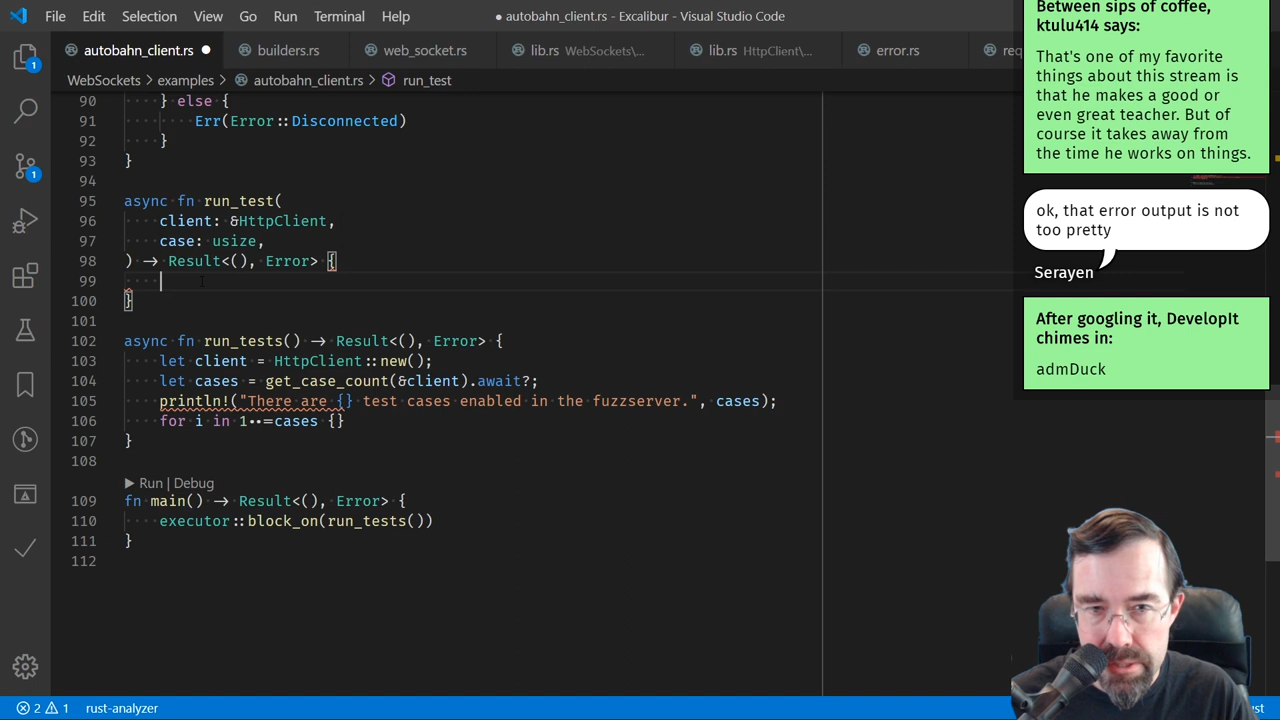 File Edit Selection View Go Run Terminal Help
● autobahn_client.rs - Excalibur - Visual Studio Code
autobahn_client.rs ● builders.rs web_socket.rs lib.rs WebSockets\... lib.rs HttpClient\... error.rs req
WebSockets > examples > autobahn_client.rs > run_test
90 } else {
91 Err(Error::Disconnected)
92 }
93 }
94
95 async fn run_test(
96 client: &HttpClient,
97 case: usize,
98 ) -> Result<(), Error> {
99
100 }
101
102 async fn run_tests() -> Result<(), Error> {
103 let client = HttpClient::new();
104 let cases = get_case_count(&client).await?;
105 println!("There are {} test cases enabled in the fuzzserver.", cases);
106 for i in 1..=cases {}
107 }
108
▶ Run | Debug
109 fn main() -> Result<(), Error> {
110 executor::block_on(run_tests())
111 }
112
1
1
2 1 rust-analyzer
Between sips of coffee,
ktulu414 says:
That's one of my favorite
things about this stream is
that he makes a good or
even great teacher. But of
course it takes away from
the time he works on things.
ok, that error output is not
too pretty
Serayen
After googling it, DevelopIt
chimes in:
admDuck